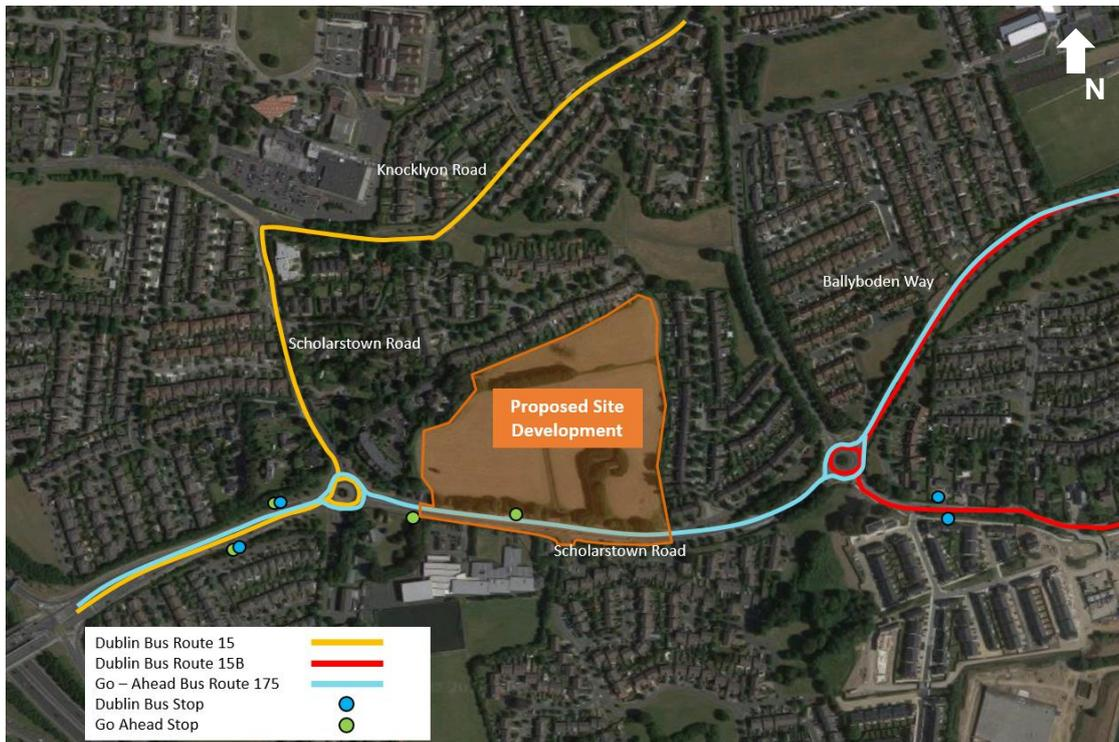 N
Knocklyon Road
Ballyboden Way
Scholarstown Road
Proposed Site
Development
Scholarstown Road
Dublin Bus Route 15
Dublin Bus Route 15B
Go – Ahead Bus Route 175
Dublin Bus Stop
Go Ahead Stop